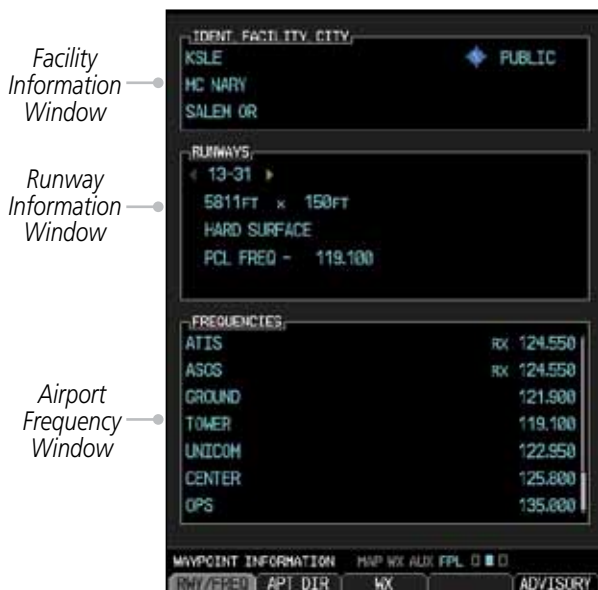 Facility
Information
Window
Runway
Information
Window
Airport
Frequency
Window
IDENT, FACILITY, CITY
KSLE PUBLIC
MC NARY
SALEM OR
RUNWAYS
13-31
5811FT x 150FT
HARD SURFACE
PCL FREQ - 119.100
FREQUENCIES
ATIS RX 124.550
ASOS RX 124.550
GROUND 121.900
TOWER 119.100
UNICOM 122.950
CENTER 125.800
OPS 135.000
WAYPOINT INFORMATION MAP WX AUX FPL
RWY/FREQ APT DIR WX ADVISORY